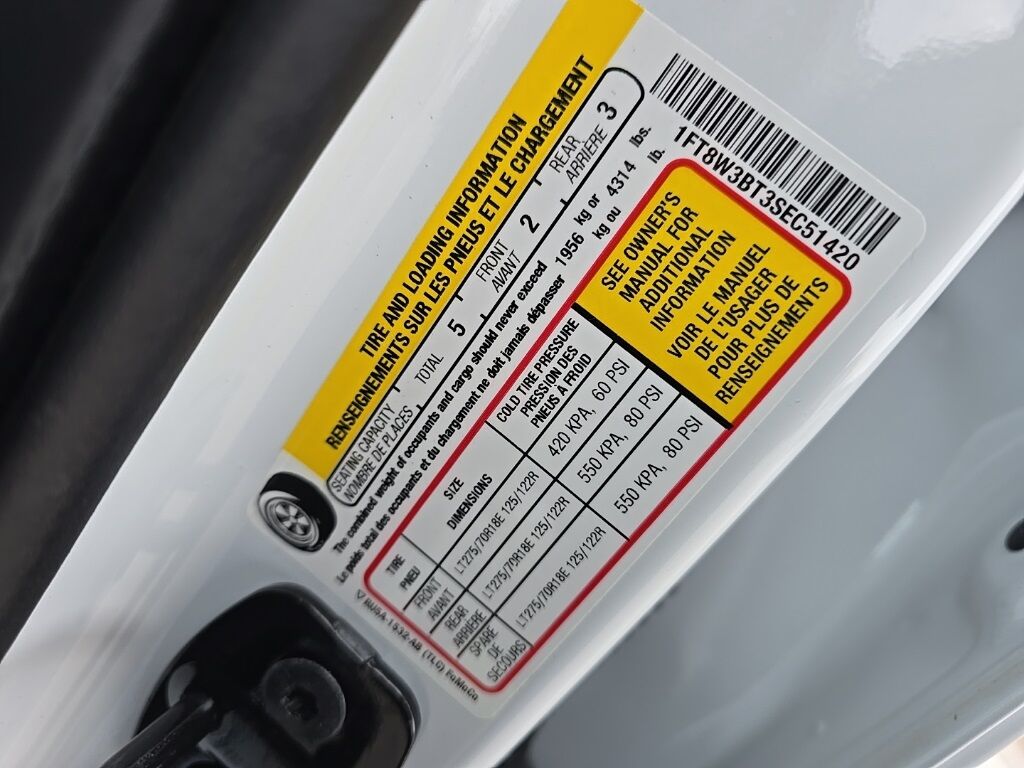 TIRE AND LOADING INFORMATION
RENSEIGNEMENTS SUR LES PNEUS ET LE CHARGEMENT
SEATING CAPACITY
NOMBRE DE PLACES
TOTAL 5
FRONT
AVANT 2
REAR
ARRIÈRE 3
The combined weight of occupants and cargo should never exceed 1956 kg or 4314 lbs.
Le poids total des occupants et du chargement ne doit jamais dépasser kg ou lb.
TIRE
PNEU
SIZE
DIMENSIONS
COLD TIRE PRESSURE
PRESSION DES
PNEUS À FROID
FRONT
AVANT
LT275/70R18E 125/122R
420 KPA, 60 PSI
REAR
ARRIÈRE
LT275/70R18E 125/122R
550 KPA, 80 PSI
SPARE
DE
SECOURS
LT275/70R18E 125/122R
550 KPA, 80 PSI
SEE OWNER'S
MANUAL FOR
ADDITIONAL
INFORMATION
VOIR LE MANUEL
DE L'USAGER
POUR PLUS DE
RENSEIGNEMENTS
1FT8W3BT3SEC51420
1532-AB (7LG) FoMoCo